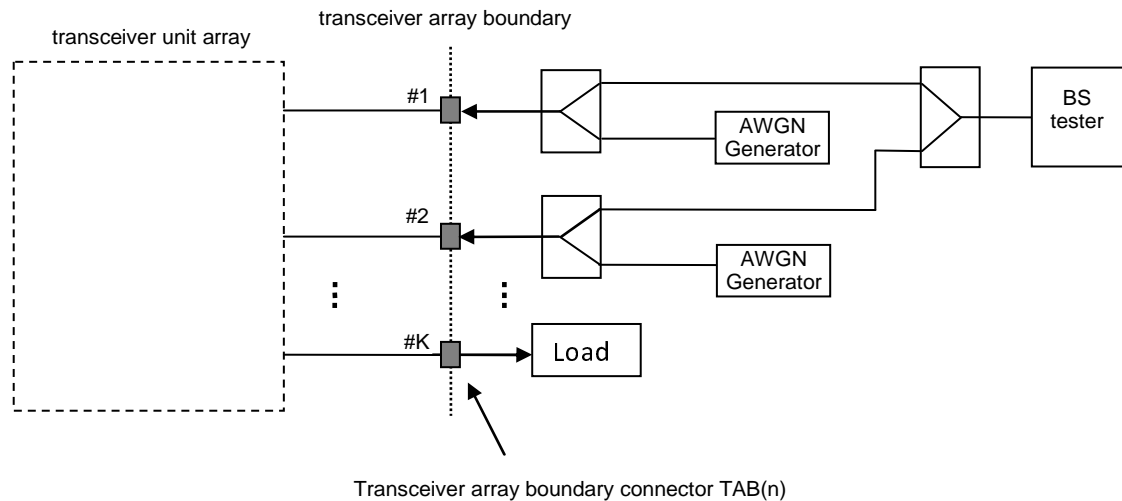 transceiver array boundary
transceiver unit array
#1
BS
tester
AWGN
Generator
#2
AWGN
Generator
#K
Load
Transceiver array boundary connector TAB(n)